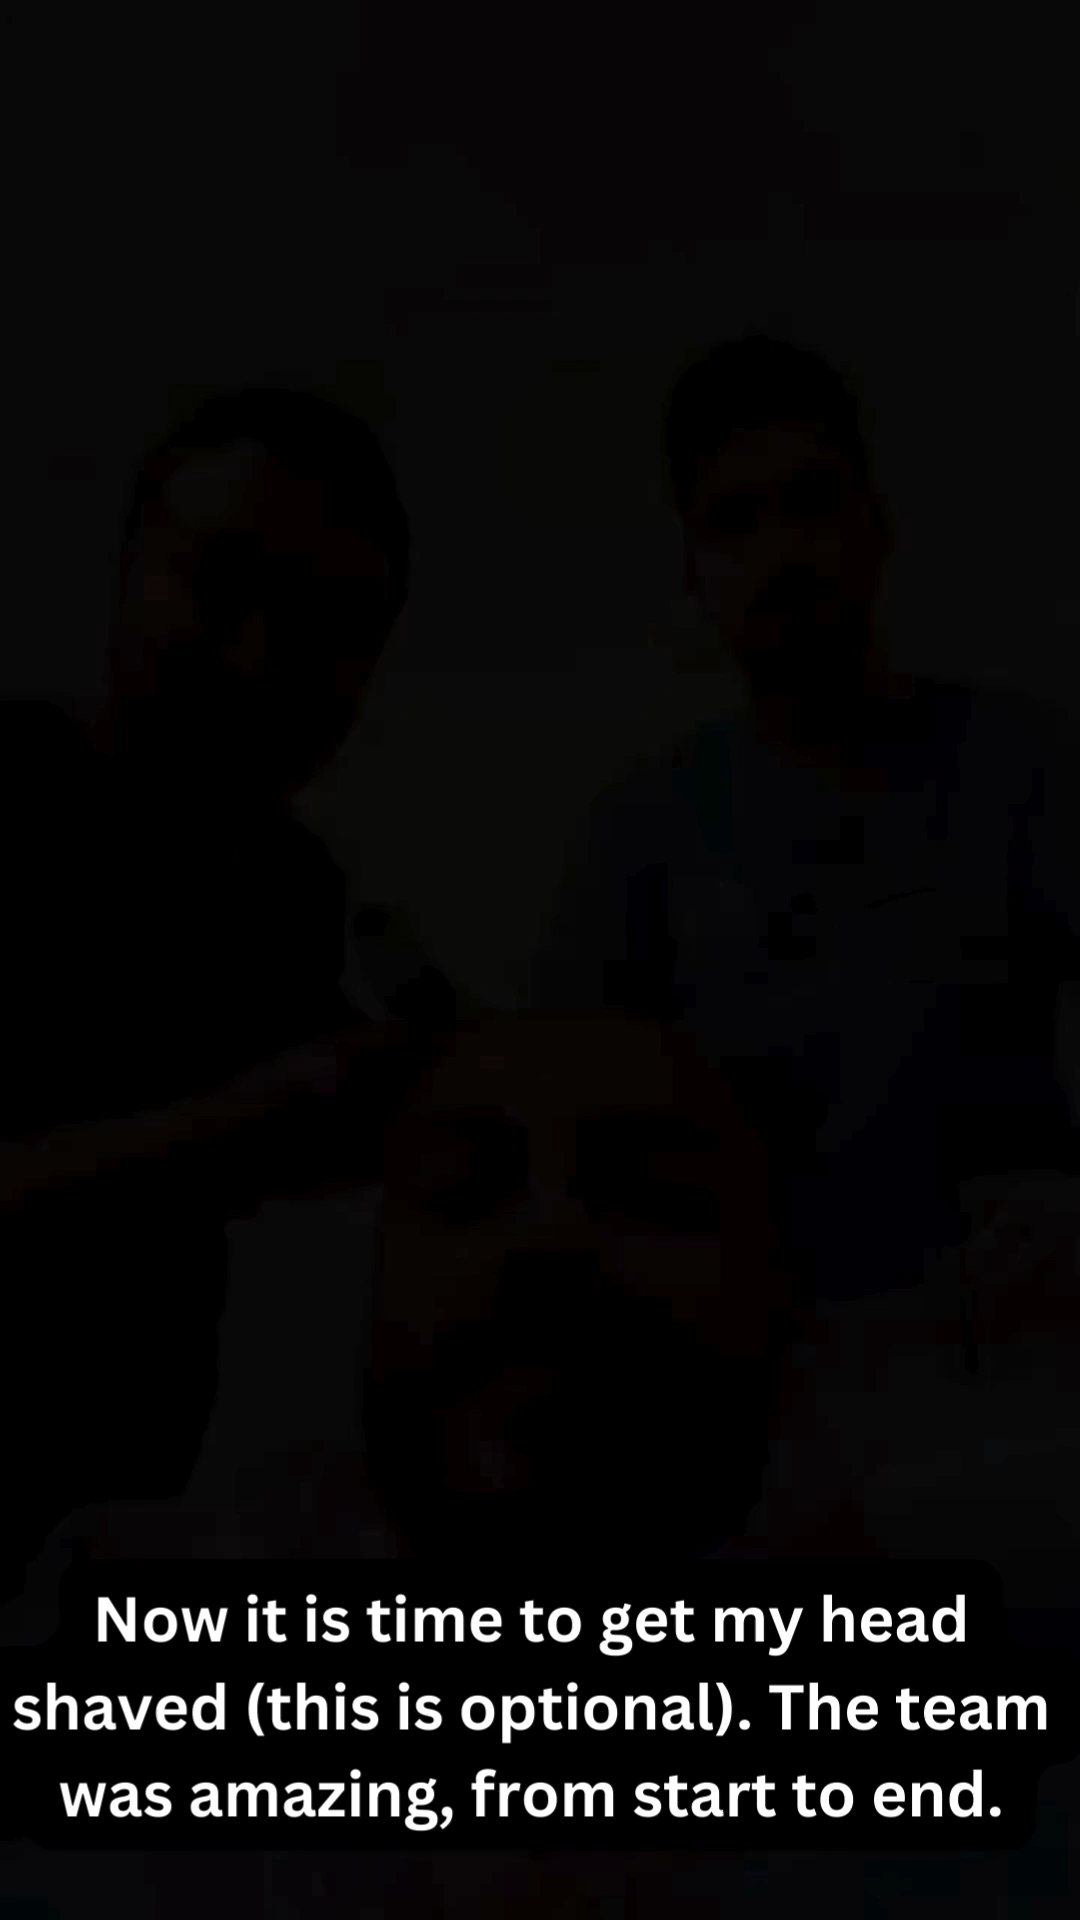 Now it is time to get my head
shaved (this is optional). The team
was amazing, from start to end.